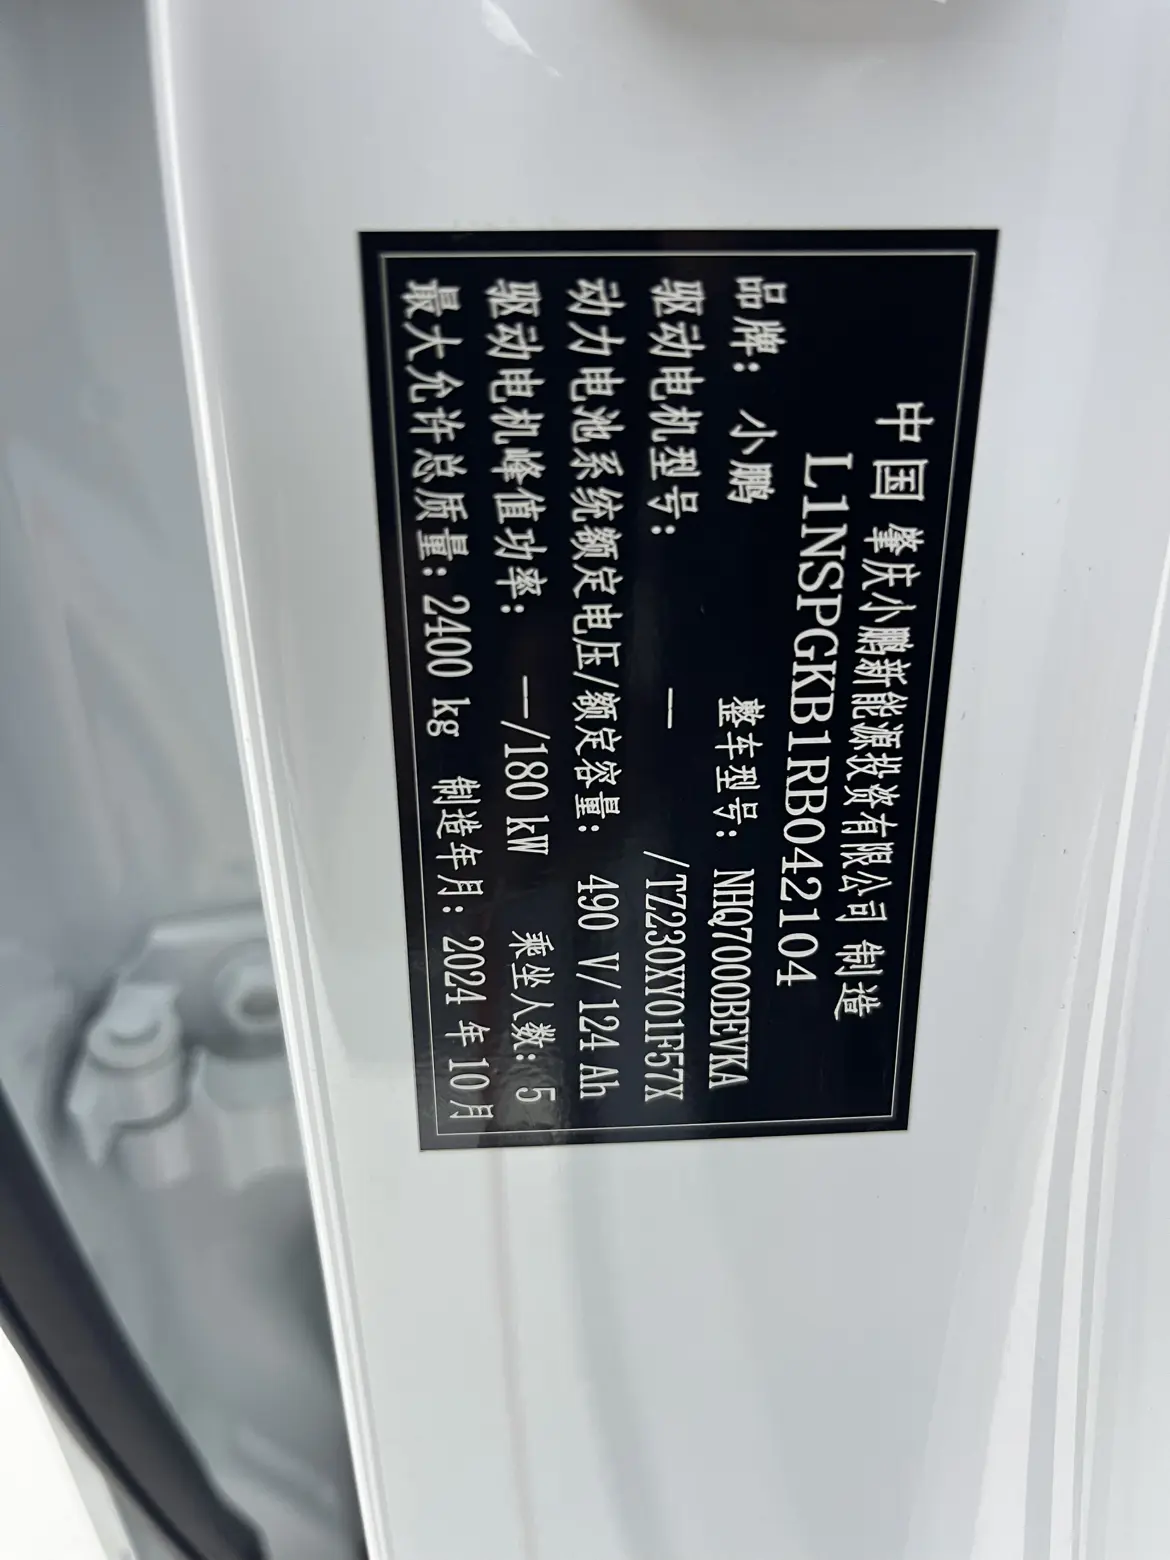 中国 肇庆小鹏新能源投资有限公司 制造
L1NSPGKB1RB042104
品牌: 小鹏 整车型号: NHQ7000BEVKA
驱动电机型号: — /TZ230XY01F57X
动力电池系统额定电压/额定容量: 490 V/124 Ah
驱动电机峰值功率: —/180 kW 乘坐人数: 5
最大允许总质量: 2400 kg 制造年月: 2024 年 10 月